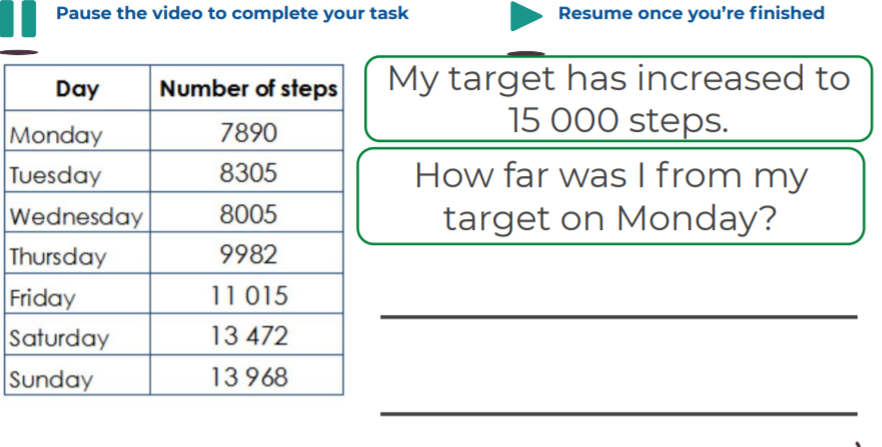 Pause the video to complete your task
Resume once you’re finished
Day Number of steps
Monday 7890
Tuesday 8305
Wednesday 8005
Thursday 9982
Friday 11 015
Saturday 13 472
Sunday 13 968
My target has increased to
15 000 steps.
How far was I from my
target on Monday?